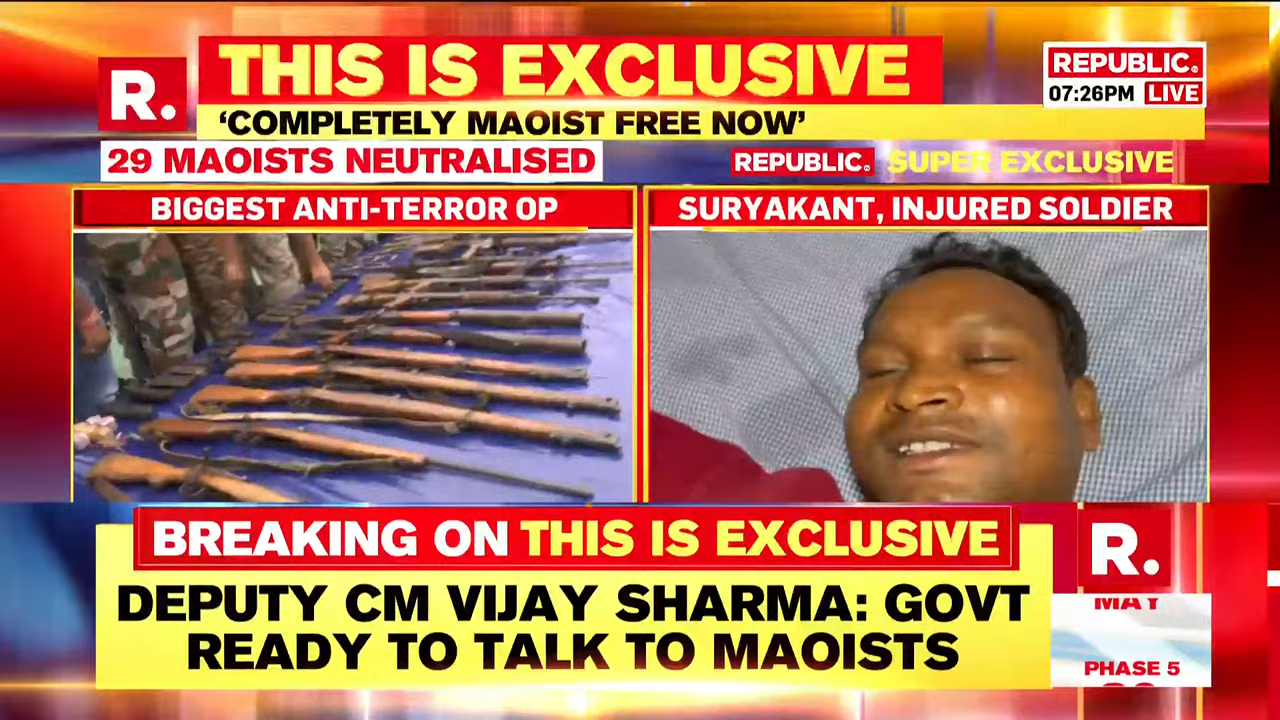 R.
THIS IS EXCLUSIVE
'COMPLETELY MAOIST FREE NOW'
REPUBLIC.
07:26PM LIVE
29 MAOISTS NEUTRALISED
REPUBLIC. SUPER EXCLUSIVE
BIGGEST ANTI-TERROR OP
SURYAKANT, INJURED SOLDIER
BREAKING ON THIS IS EXCLUSIVE
DEPUTY CM VIJAY SHARMA: GOVT
READY TO TALK TO MAOISTS
R.
MAY
PHASE 5